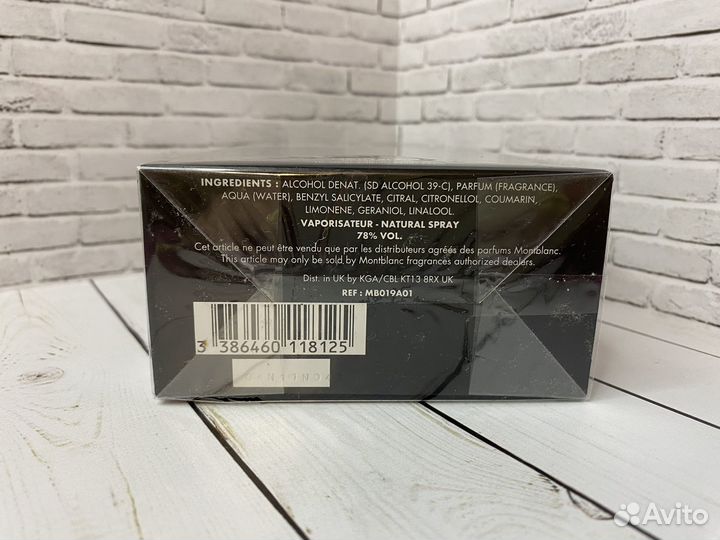 INGREDIENTS : ALCOHOL DENAT. (SD ALCOHOL 39-C), PARFUM (FRAGRANCE),
AQUA (WATER), BENZYL SALICYLATE, CITRAL, CITRONELLOL, COUMARIN,
LIMONENE, GERANIOL, LINALOOL.
VAPORISATEUR - NATURAL SPRAY
78% VOL.
Cet article ne peut être vendu que par les distributeurs agréés des parfums Montblanc.
This article may only be sold by Montblanc fragrances authorized dealers.
Dist. in UK by KGA/CBL KT13 8RX UK
REF : MB019A01
3 386460 118125
Avito